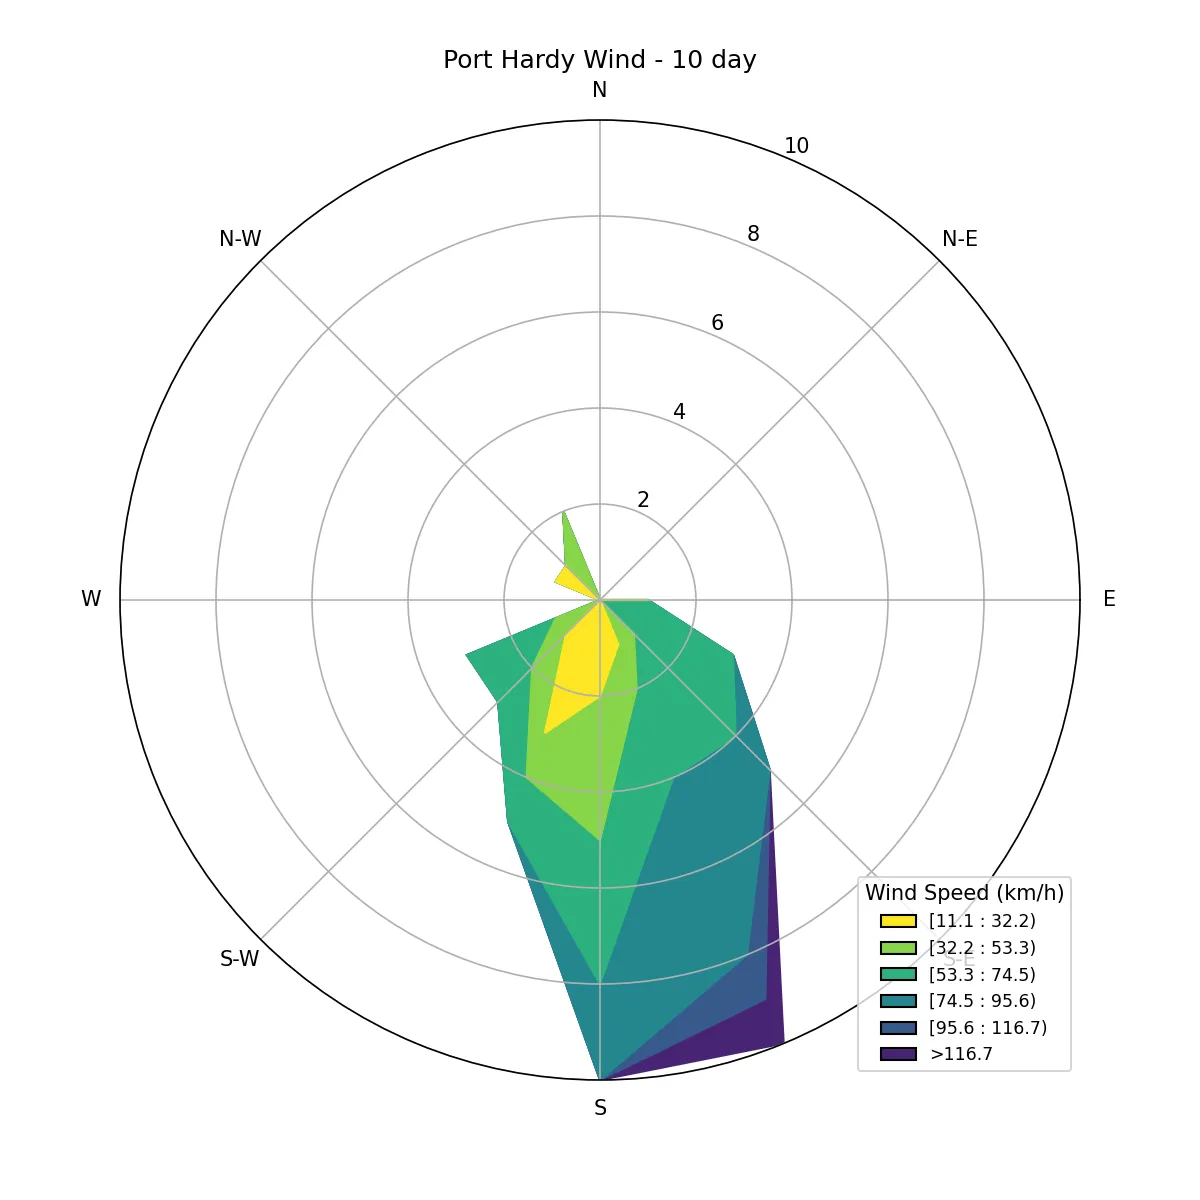 Port Hardy Wind - 10 day
N
10
N-W
N-E
8
6
4
2
W
E
Wind Speed (km/h)
[11.1 : 32.2)
[32.2 : 53.3)
S-W
S-E
[53.3 : 74.5)
[74.5 : 95.6)
[95.6 : 116.7)
>116.7
S